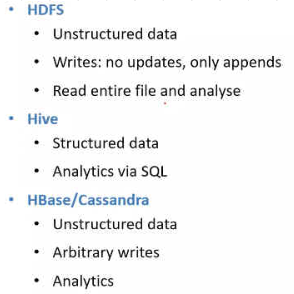 • HDFS
• Unstructured data
• Writes: no updates, only appends
• Read entire file and analyse
• Hive
• Structured data
• Analytics via SQL
• HBase/Cassandra
• Unstructured data
• Arbitrary writes
• Analytics